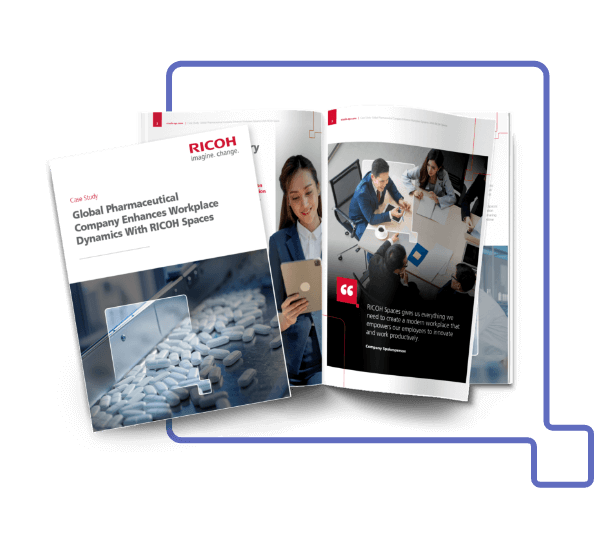 RICOH
imagine. change.
Case Study
Global Pharmaceutical
Company Enhances Workplace
Dynamics With RICOH Spaces
RICOH Spaces gives us everything we
need to create a modern workplace that
empowers our employees to innovate
and work productively
Company Spokesperson